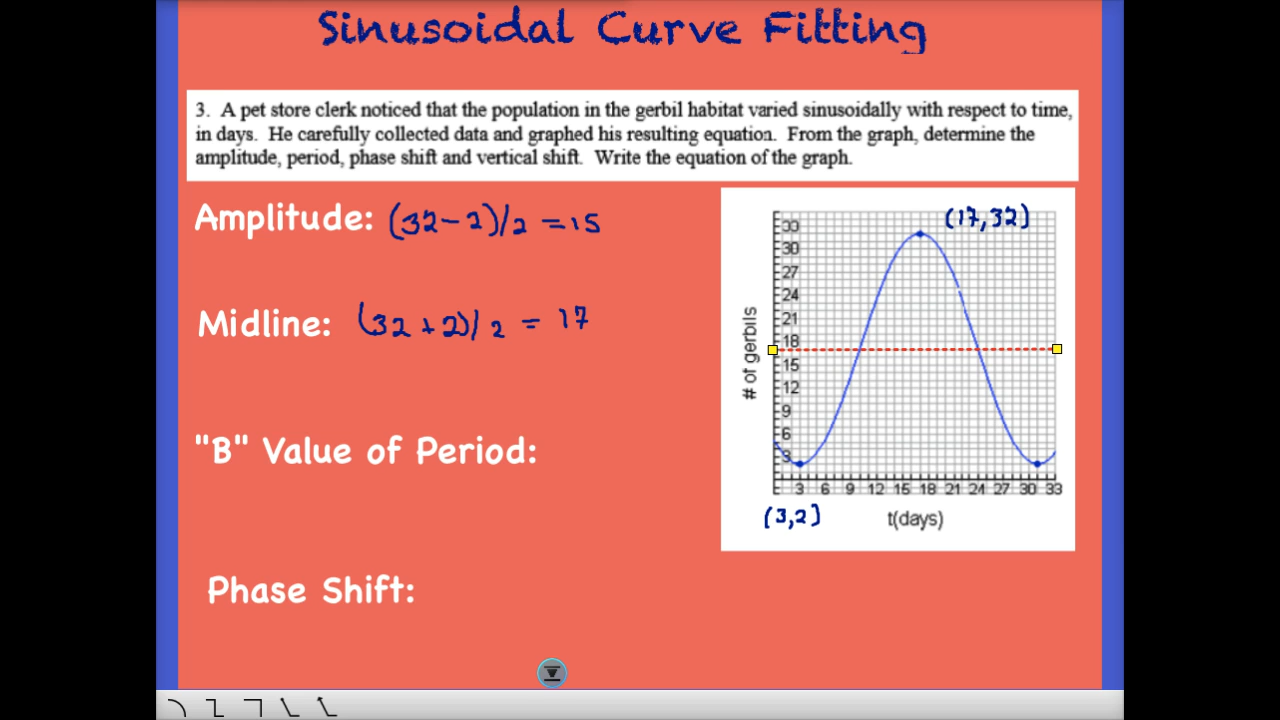 Sinusoidal Curve Fitting
3. A pet store clerk noticed that the population in the gerbil habitat varied sinusoidally with respect to time,
in days. He carefully collected data and graphed his resulting equation. From the graph, determine the
amplitude, period, phase shift and vertical shift. Write the equation of the graph.
Amplitude: (32-2)/2 = 15
Midline: (32+2)/2 = 17
"B" Value of Period:
Phase Shift:
(17,32)
33
30
27
24
21
18
15
12
9
6
3
# of gerbils
3 6 9 12 15 18 21 24 27 30 33
(3,2)
t(days)